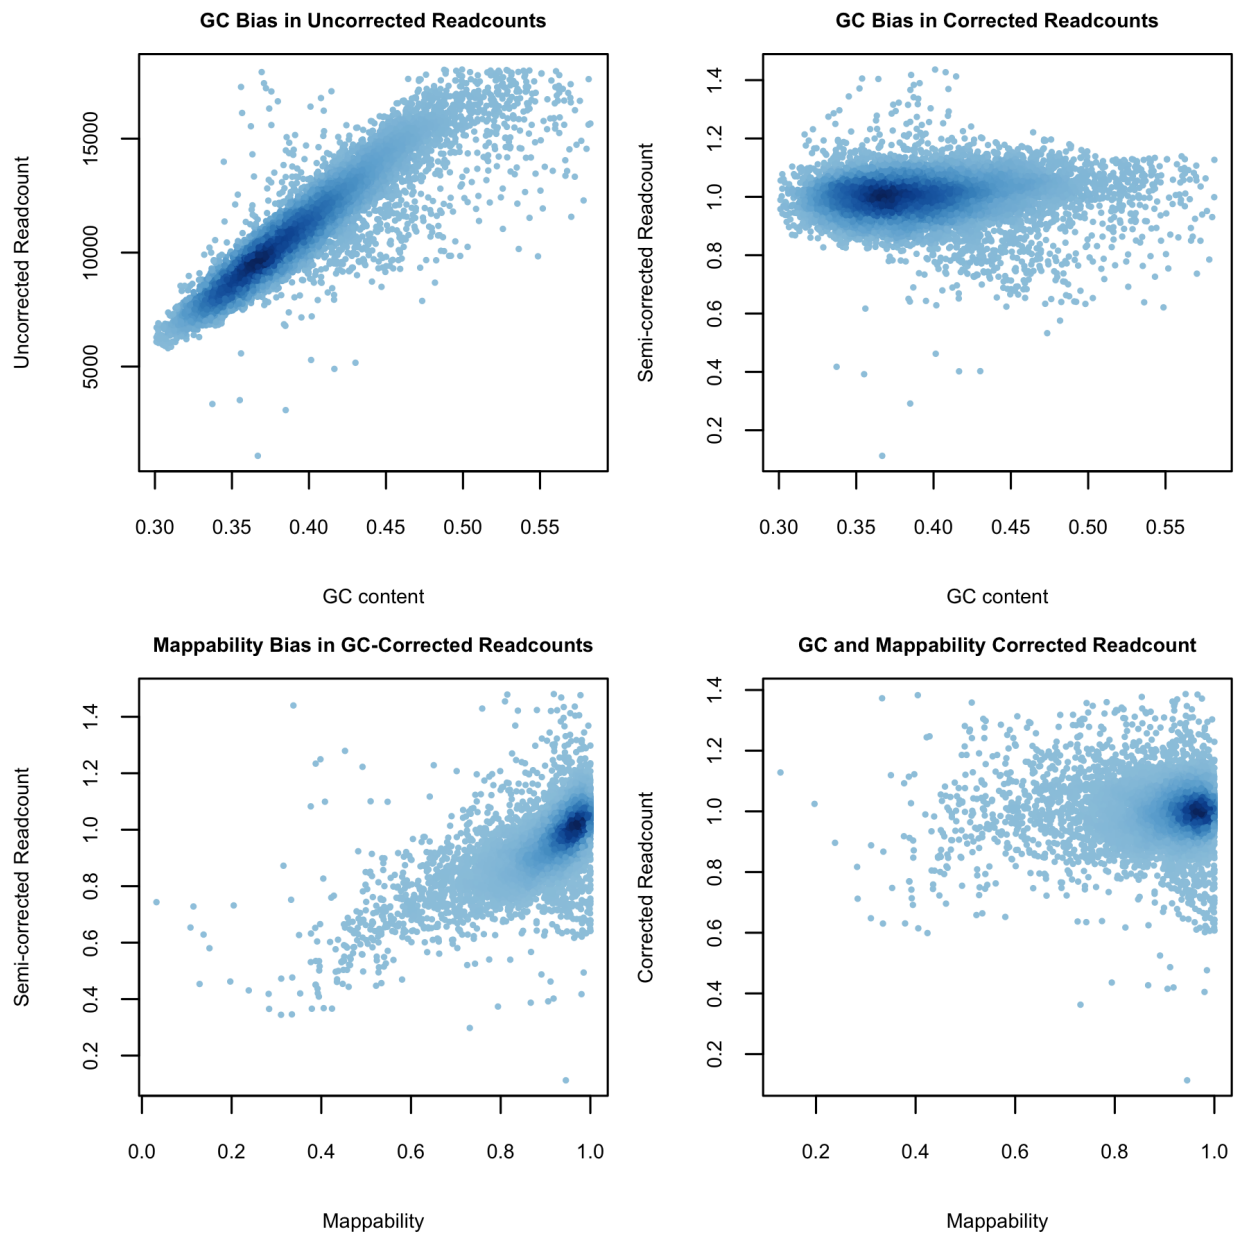 GC Bias in Uncorrected Readcounts
Uncorrected Readcount
15000
10000
5000
0.30 0.35 0.40 0.45 0.50 0.55
GC content
GC Bias in Corrected Readcounts
Semi-corrected Readcount
1.4
1.2
1.0
0.8
0.6
0.4
0.2
0.30 0.35 0.40 0.45 0.50 0.55
GC content
Mappability Bias in GC-Corrected Readcounts
Semi-corrected Readcount
1.4
1.2
1.0
0.8
0.6
0.4
0.2
0.0 0.2 0.4 0.6 0.8 1.0
Mappability
GC and Mappability Corrected Readcount
Corrected Readcount
1.4
1.2
1.0
0.8
0.6
0.4
0.2
0.2 0.4 0.6 0.8 1.0
Mappability